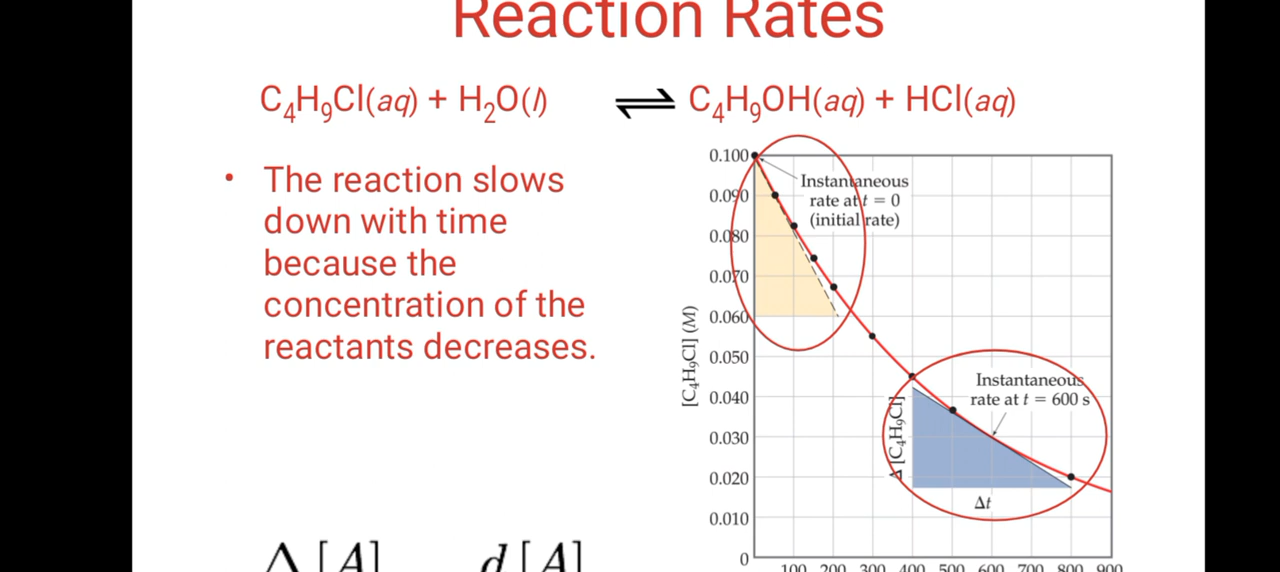 Reaction Rates
C₄H₉Cl(aq) + H₂O(l) ⇌ C₄H₉OH(aq) + HCl(aq)
• The reaction slows
down with time
because the
concentration of the
reactants decreases.
0.100
0.090
0.080
0.070
0.060
0.050
0.040
0.030
0.020
0.010
0
[C₄H₉Cl] (M)
Instantaneous
rate at t = 0
(initial rate)
Instantaneous
rate at t = 600 s
Δ [C₄H₉Cl]
Δt
100 200 300 400 500 600 700 800 900
Δ[A] d[A]